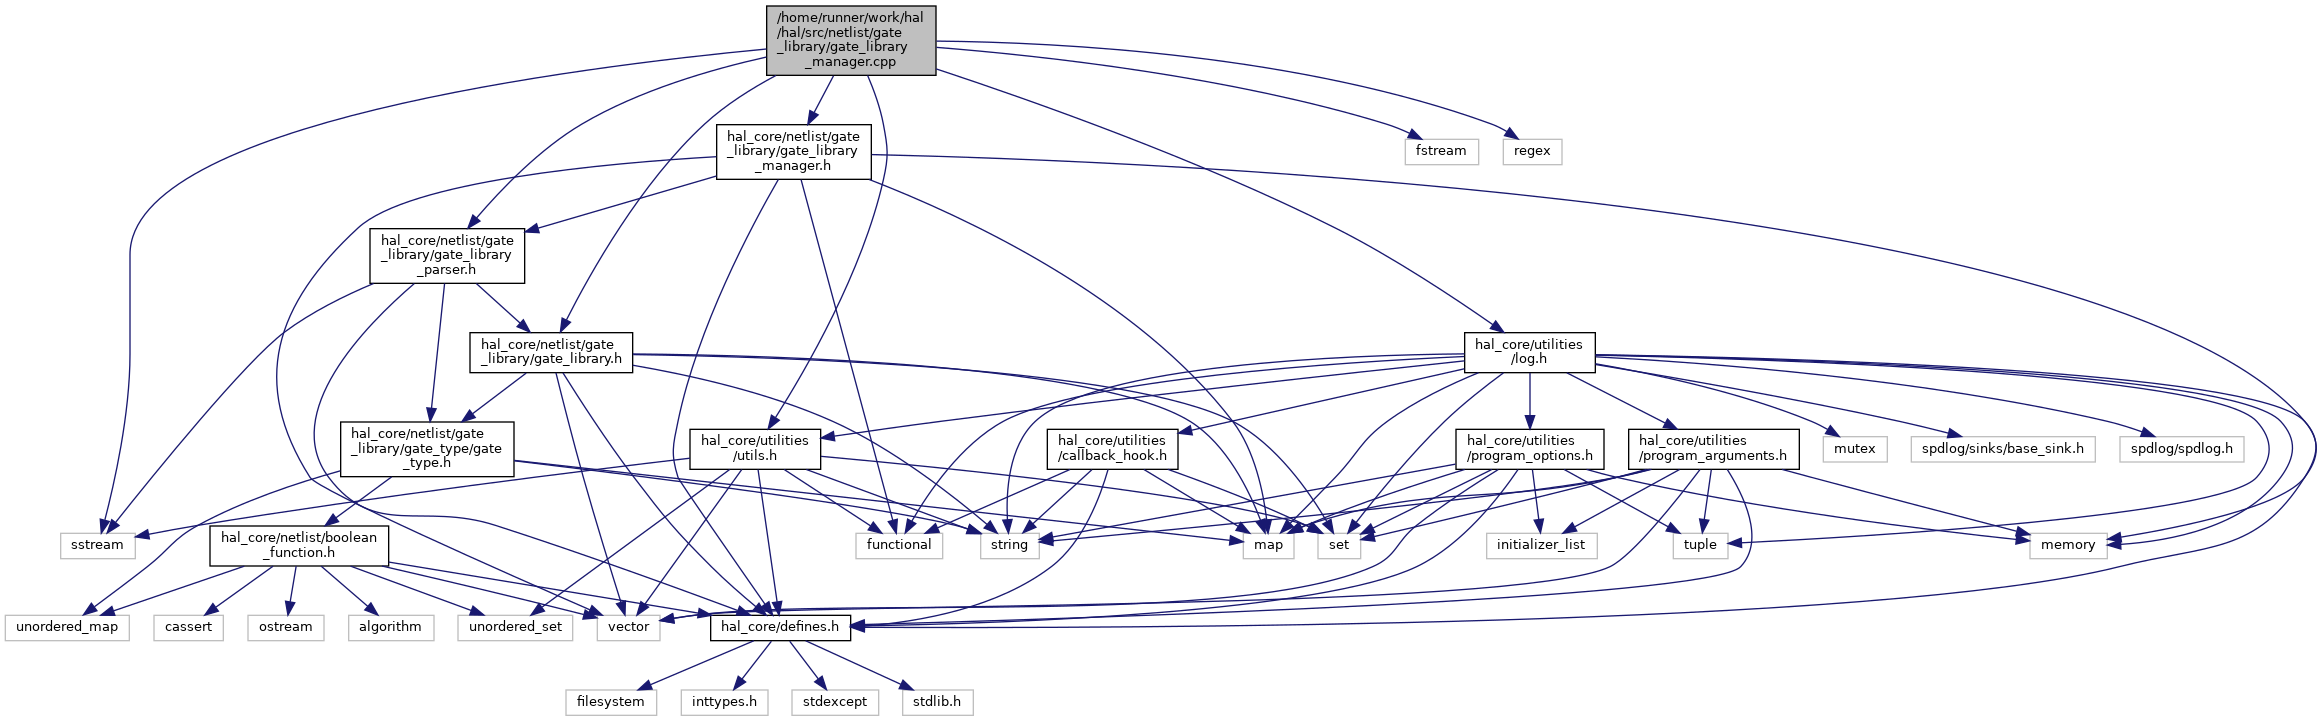 /home/runner/work/hal
/hal/src/netlist/gate
_library/gate_library
_manager.cpp
hal_core/netlist/gate
_library/gate_library
_manager.h
fstream
regex
hal_core/netlist/gate
_library/gate_library
_parser.h
hal_core/netlist/gate
_library/gate_library.h
hal_core/utilities
/log.h
hal_core/netlist/gate
_library/gate_type/gate
_type.h
hal_core/utilities
/utils.h
hal_core/utilities
/callback_hook.h
hal_core/utilities
/program_options.h
hal_core/utilities
/program_arguments.h
mutex
spdlog/sinks/base_sink.h
spdlog/spdlog.h
sstream
hal_core/netlist/boolean
_function.h
functional
string
map
set
initializer_list
tuple
memory
unordered_map
cassert
ostream
algorithm
unordered_set
vector
hal_core/defines.h
filesystem
inttypes.h
stdexcept
stdlib.h